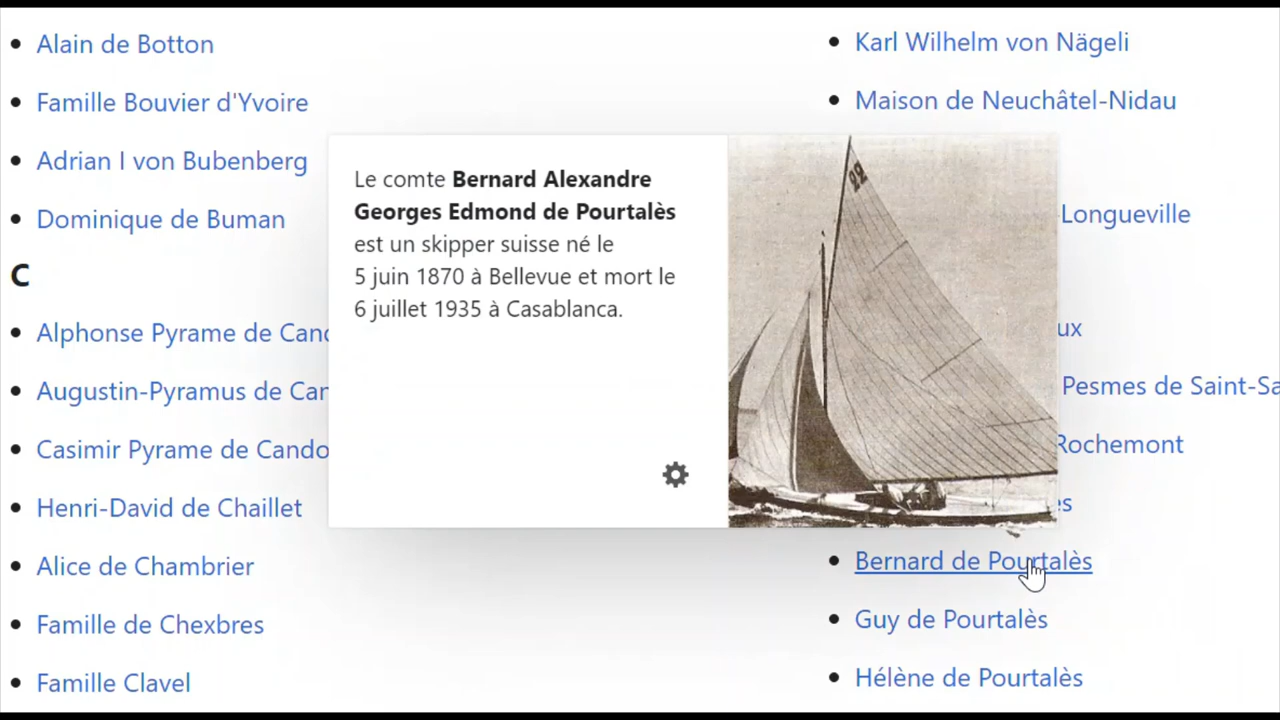 Alain de Botton
Famille Bouvier d'Yvoire
Adrian I von Bubenberg
Dominique de Buman
C
Alphonse Pyrame de Cand
Augustin-Pyramus de Can
Casimir Pyrame de Cando
Henri-David de Chaillet
Alice de Chambrier
Famille de Chexbres
Famille Clavel
Le comte Bernard Alexandre
Georges Edmond de Pourtalès
est un skipper suisse né le
5 juin 1870 à Bellevue et mort le
6 juillet 1935 à Casablanca.
22
Karl Wilhelm von Nägeli
Maison de Neuchâtel-Nidau
Longueville
ux
Pesmes de Saint-Sa
Rochemont
es
Bernard de Pourtalès
Guy de Pourtalès
Hélène de Pourtalès